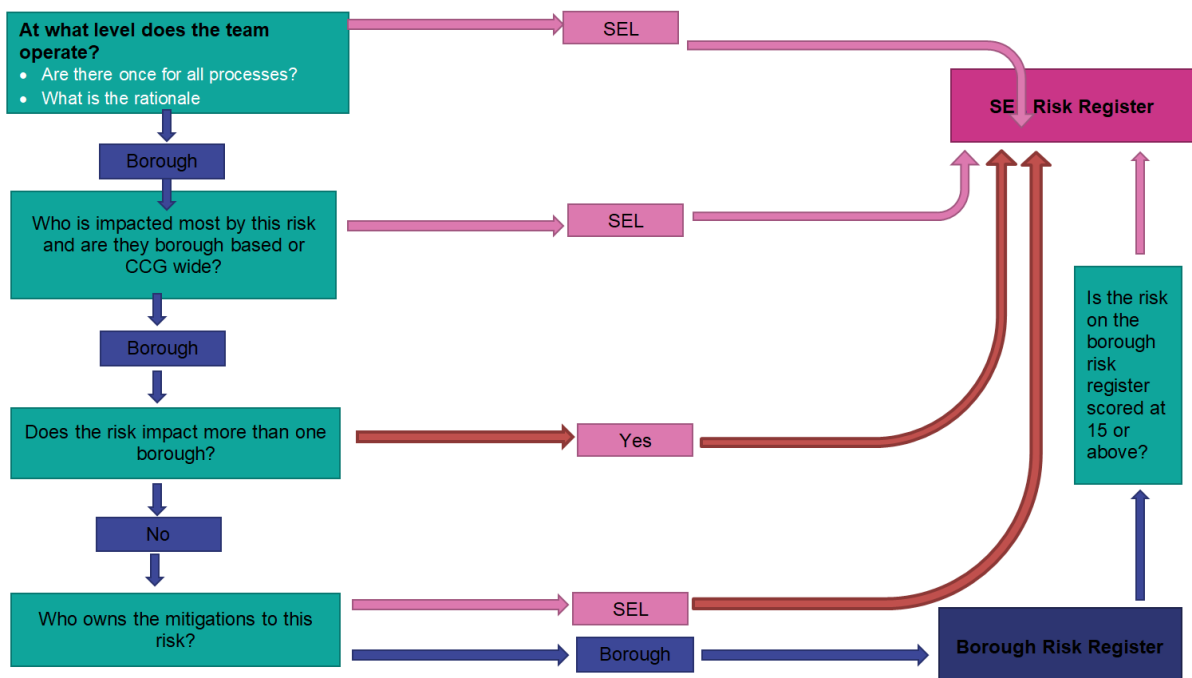 At what level does the team
operate?
• Are there once for all processes?
• What is the rationale
SEL
SE Risk Register
Borough
Who is impacted most by this risk
and are they borough based or
CCG wide?
SEL
Is the risk
on the
borough
risk
register
scored at
15 or
above?
Borough
Does the risk impact more than one
borough?
Yes
No
Who owns the mitigations to this
risk?
SEL
Borough
Borough Risk Register